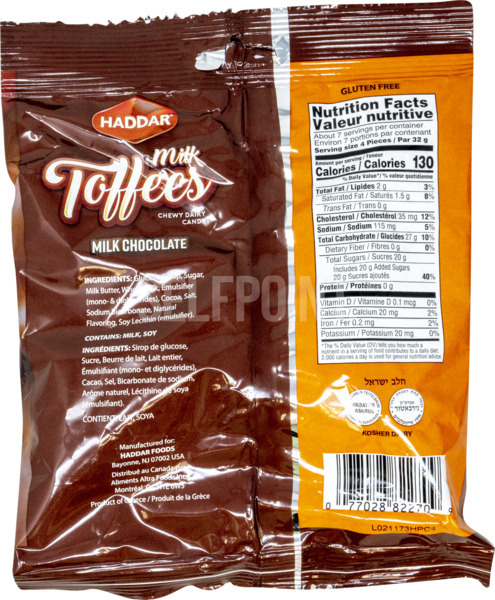 HADDAR
Milk
Toffees
CHEWY DAIRY
CANDY
MILK CHOCOLATE
INGREDIENTS: Sugar,
Milk Butter, Emulsifier
(mono- & diglycerides), Cocoa, Salt,
Sodium Bicarbonate, Natural
Flavoring, Soy Lecithin (emulsifier).
CONTAINS: MILK, SOY
INGRÉDIENTS: Sirop de glucose,
Sucre, Beurre de lait, Lait entier,
Émulsifiant (mono- et diglycérides),
Cacao, Sel, Bicarbonate de sodium,
Arôme naturel, Lécithine de soya
(émulsifiant).
CONTIENT: LAIT, SOYA
Manufactured for:
HADDAR FOODS
Bayonne, NJ 07002 USA
Distribué au Canada
Aliments Altra Foods Inc.
Montréal,
Product of Greece / Produit de la Grèce
GLUTEN FREE
Nutrition Facts
Valeur nutritive
About 7 servings per container
Environ 7 portions par contenant
Serving size 4 Pieces / Par 32 g
Amount per serving / Teneur
Calories / Calories 130
% Daily Value* / % valeur quotidienne
Total Fat / Lipides 2 g 3%
Saturated Fat / Saturés 1.5 g 8%
Trans Fat / Trans 0 g
Cholesterol / Cholestérol 35 mg 12%
Sodium / Sodium 115 mg 5%
Total Carbohydrate / Glucides 27 g 10%
Dietary Fiber / Fibres 0 g 0%
Total Sugars / Sucres 20 g
Includes 20 g Added Sugars
20 g Sucres ajoutés 40%
Protein / Protéines 0 g
Vitamin D / Vitamine D 0.1 mcg 0%
Calcium / Calcium 20 mg 2%
Iron / Fer 0.2 mg 2%
Potassium / Potassium 20 mg 0%
*The % Daily Value (DV) tells you how much a
nutrient in a serving of food contributes to a daily diet.
2,000 calories a day is used for general nutrition advice.
חלב ישראל
KOSHER DAIRY
0 77028 82270
L021173HPC4